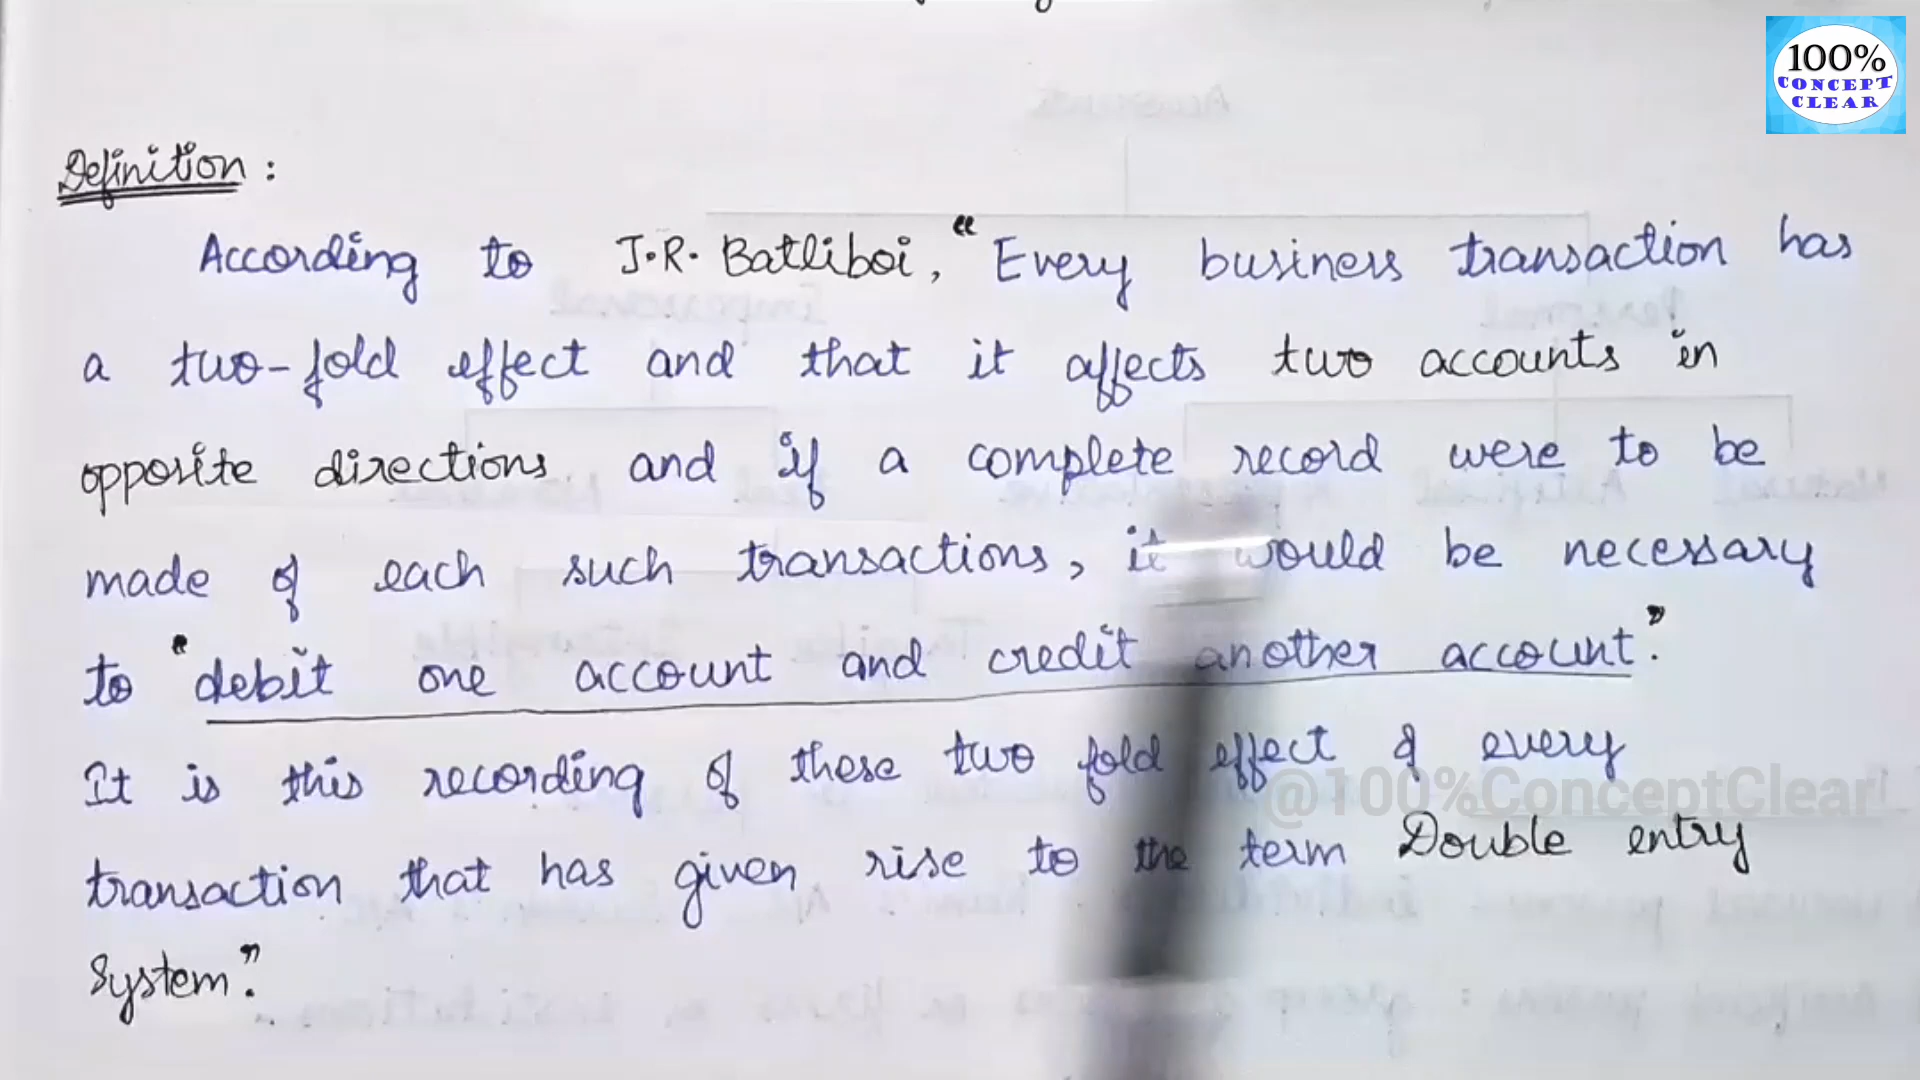 100%
CONCEPT
CLEAR
Definition :
According to J.R. Batliboi, "Every business transaction has
a two-fold effect and that it affects two accounts in
opposite directions and if a complete record were to be
made of each such transactions, it would be necessary
to "debit one account and credit another account."
It is this recording of these two fold effect of every
@100%ConceptClear
transaction that has given rise to the term Double entry
System".